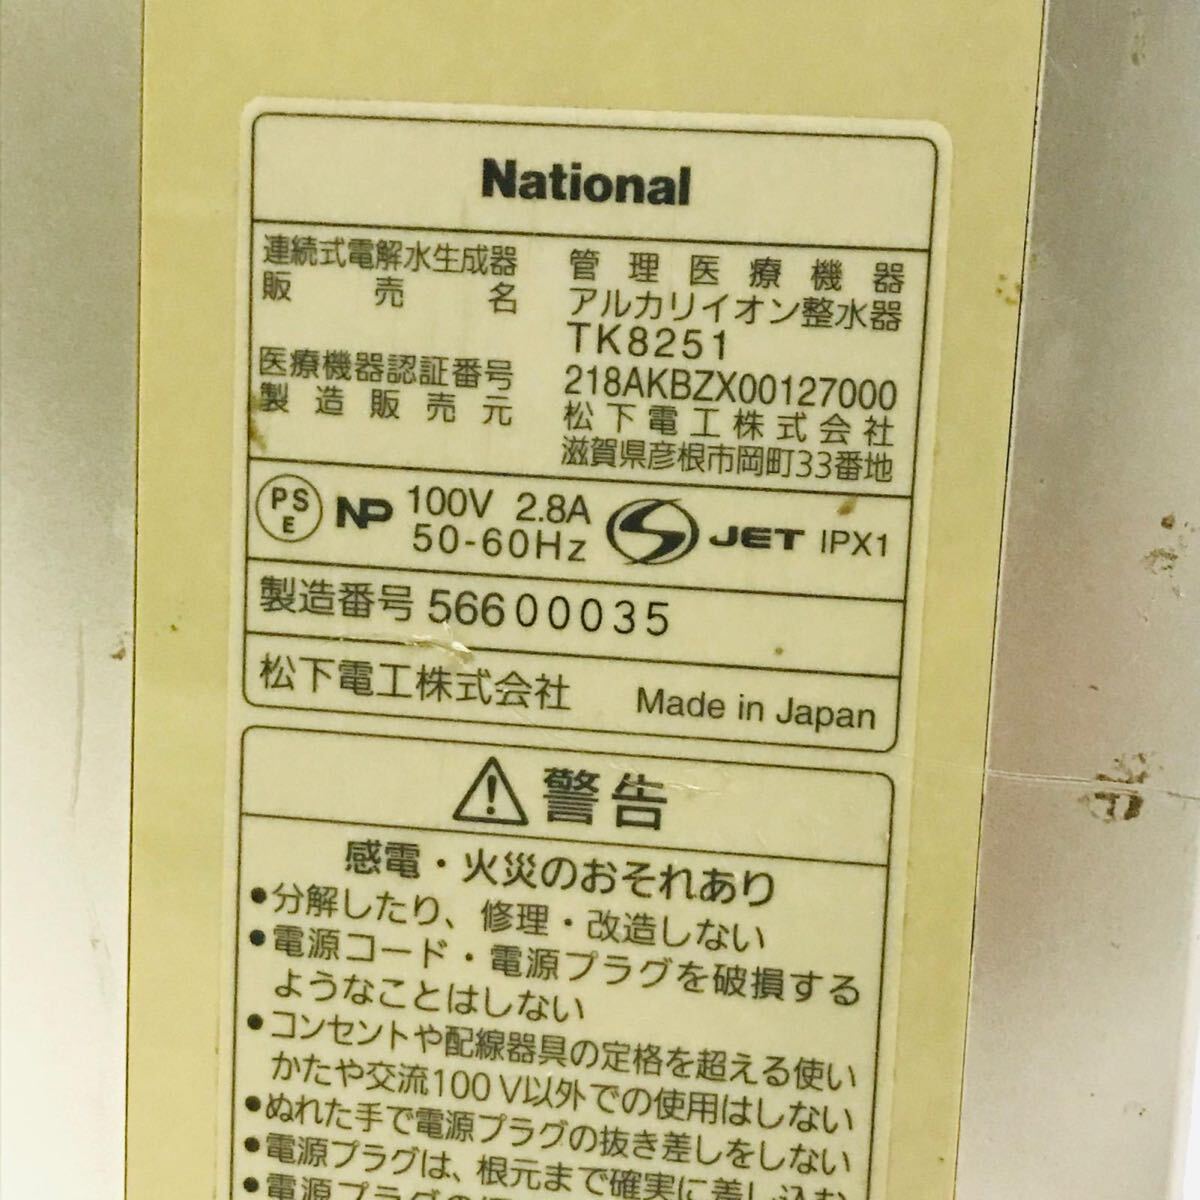 National
連続式電解水生成器 管理医療機器
販売名 アルカリイオン整水器
TK8251
医療機器認証番号 218AKBZX00127000
製造販売元 松下電工株式会社
滋賀県彦根市岡町33番地
PS E NP 100V 2.8A 50-60Hz S JET IPX1
製造番号 56600035
松下電工株式会社 Made in Japan
警告
感電・火災のおそれあり
•分解したり、修理・改造しない
•電源コード・電源プラグを破損する
ようなことはしない
•コンセントや配線器具の定格を超える使い
かたや交流100V以外での使用はしない
•ぬれた手で電源プラグの抜き差しをしない
•電源プラグは、根元まで確実に差し込む
•電源プラグの